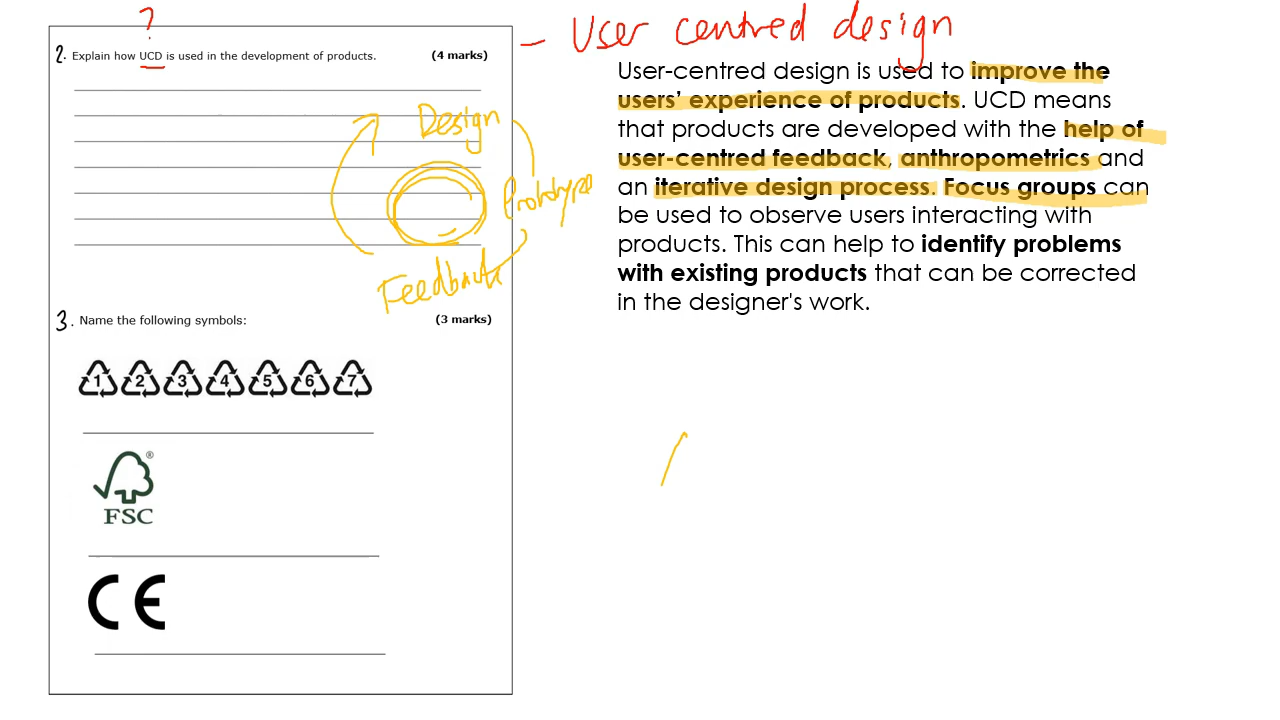 ?
- User centred design
2. Explain how UCD is used in the development of products. (4 marks)
Design
Prototype
Feedback
User-centred design is used to improve the
users' experience of products. UCD means
that products are developed with the help of
user-centred feedback, anthropometrics and
an iterative design process. Focus groups can
be used to observe users interacting with
products. This can help to identify problems
with existing products that can be corrected
in the designer's work.
3. Name the following symbols: (3 marks)
1 2 3 4 5 6 7
®
FSC
CE